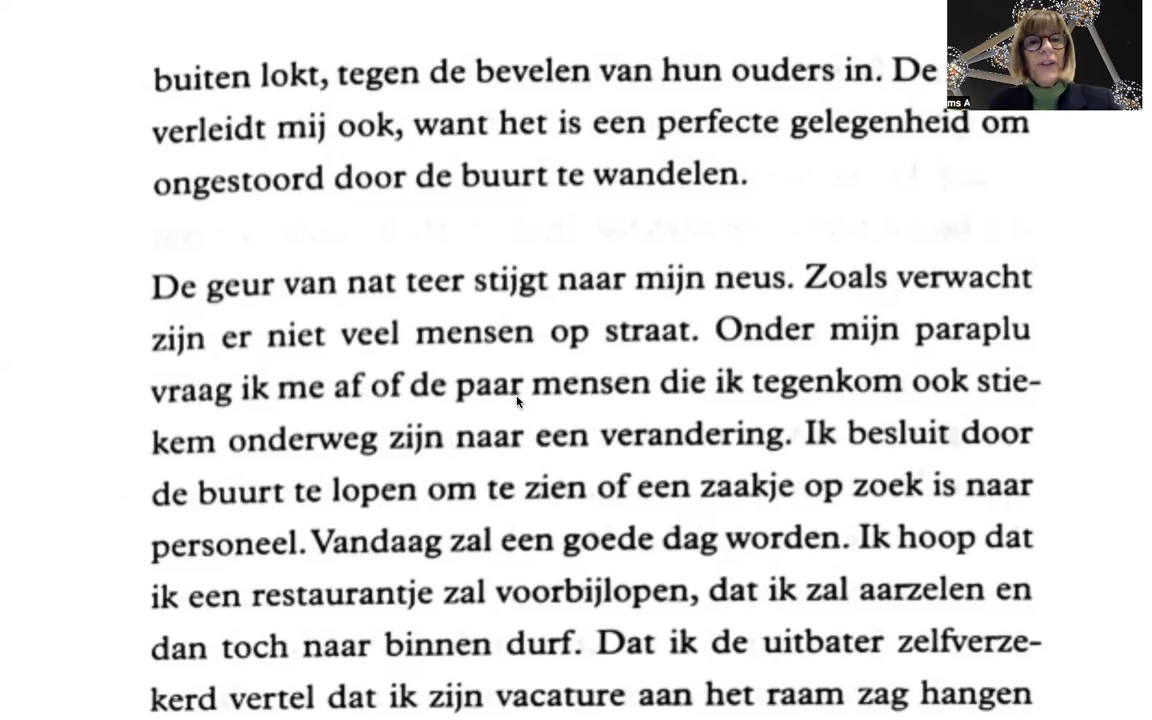 buiten lokt, tegen de bevelen van hun ouders in. De
verleidt mij ook, want het is een perfecte gelegenheid om
ongestoord door de buurt te wandelen.
De geur van nat teer stijgt naar mijn neus. Zoals verwacht
zijn er niet veel mensen op straat. Onder mijn paraplu
vraag ik me af of de paar mensen die ik tegenkom ook stie-
kem onderweg zijn naar een verandering. Ik besluit door
de buurt te lopen om te zien of een zaakje op zoek is naar
personeel. Vandaag zal een goede dag worden. Ik hoop dat
ik een restaurantje zal voorbijlopen, dat ik zal aarzelen en
dan toch naar binnen durf. Dat ik de uitbater zelfverze-
kerd vertel dat ik zijn vacature aan het raam zag hangen
ms A